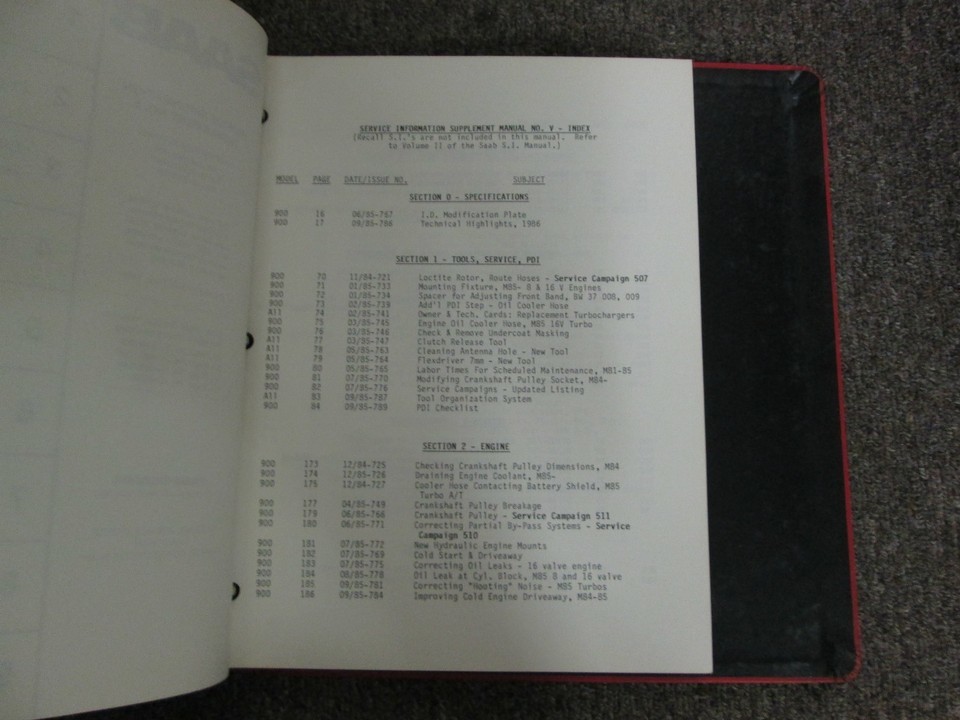 SERVICE INFORMATION SUPPLEMENT MANUAL NO. V - INDEX
(Recall S.I.'s are not included in this manual. Refer
to Volume II of the Saab S.I. Manual.)
MODEL PAGE DATE/ISSUE NO. SUBJECT
SECTION 0 - SPECIFICATIONS
900 16 06/85-767 I.D. Modification Plate
900 17 09/85-786 Technical Highlights, 1986
SECTION 1 - TOOLS, SERVICE, PDI
900 70 11/84-721 Loctite Rotor, Route Hoses - Service Campaign 507
900 71 01/85-733 Mounting Fixture, M85- 8 & 16 V Engines
900 72 01/85-734 Spacer for Adjusting Front Band, BW 37 008, 009
900 73 02/85-739 Add'l PDI Step - Oil Cooler Hose
All 74 02/85-741 Owner & Tech. Cards: Replacement Turbochargers
900 75 03/85-745 Engine Oil Cooler Hose, M85 16V Turbo
900 76 03/85-746 Check & Remove Undercoat Masking
All 77 03/85-747 Clutch Release Tool
All 78 05/85-763 Cleaning Antenna Hole - New Tool
All 79 05/85-764 Flexdriver 7mm - New Tool
900 80 05/85-765 Labor Times For Scheduled Maintenance, M81-85
900 81 07/85-770 Modifying Crankshaft Pulley Socket, M84-
900 82 07/85-776 Service Campaigns - Updated Listing
All 83 09/85-787 Tool Organization System
900 84 09/85-789 PDI Checklist
SECTION 2 - ENGINE
900 173 12/84-725 Checking Crankshaft Pulley Dimensions, M84
900 174 12/85-726 Draining Engine Coolant, M85-
900 175 12/84-727 Cooler Hose Contacting Battery Shield, M85
Turbo A/T
900 177 04/85-749 Crankshaft Pulley Breakage
900 179 06/85-766 Crankshaft Pulley - Service Campaign 511
900 180 06/85-771 Correcting Partial By-Pass Systems - Service
Campaign 510
900 181 07/85-772 New Hydraulic Engine Mounts
900 182 07/85-769 Cold Start & Driveaway
900 183 07/85-775 Correcting Oil Leaks - 16 valve engine
900 184 08/85-778 Oil Leak at Cyl. Block, M85 8 and 16 valve
900 185 09/85-781 Correcting "Hooting" Noise - M85 Turbos
900 186 09/85-784 Improving Cold Engine Driveaway, M84-85